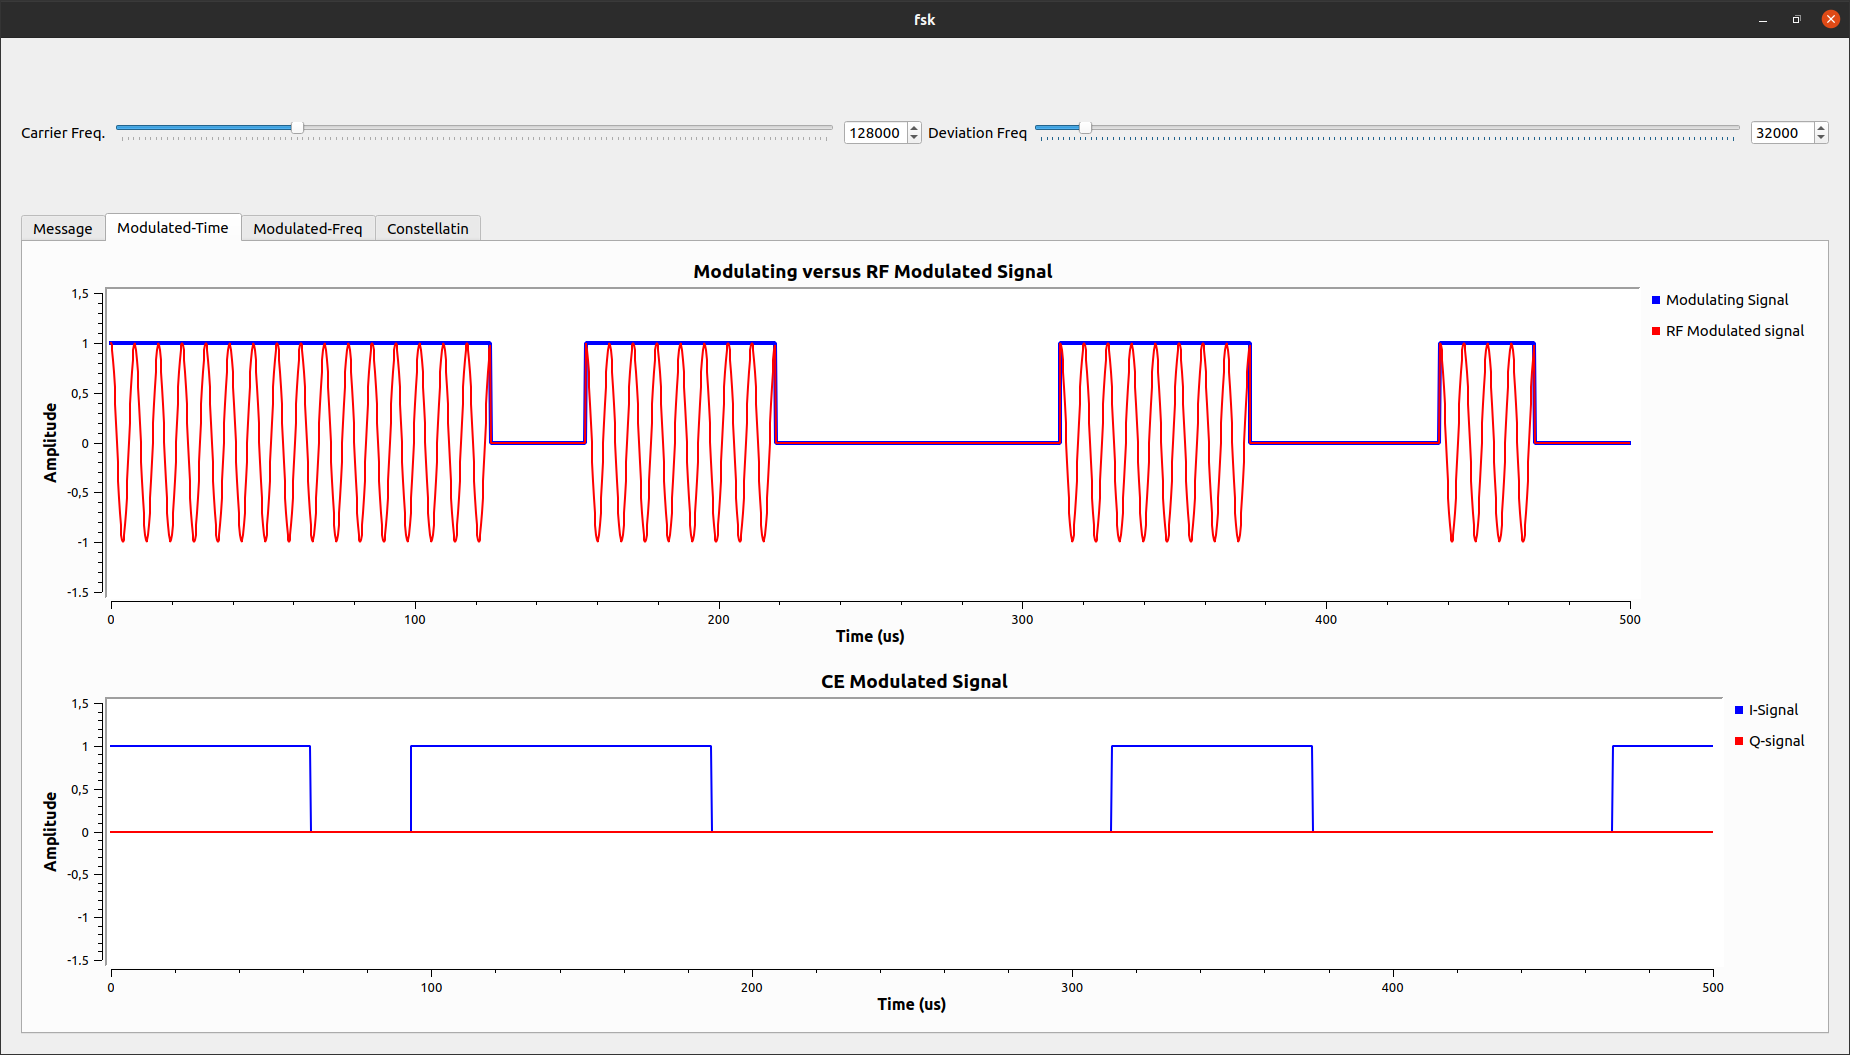 fsk
Carrier Freq. 128000 Deviation Freq 32000
Message Modulated-Time Modulated-Freq Constellatin
Modulating versus RF Modulated Signal
1,5
1
0,5
0
-0,5
-1
-1.5
Amplitude
Modulating Signal
RF Modulated signal
0 100 200 300 400 500
Time (us)
CE Modulated Signal
1,5
1
0,5
0
-0,5
-1
-1.5
Amplitude
I-Signal
Q-signal
0 100 200 300 400 500
Time (us)